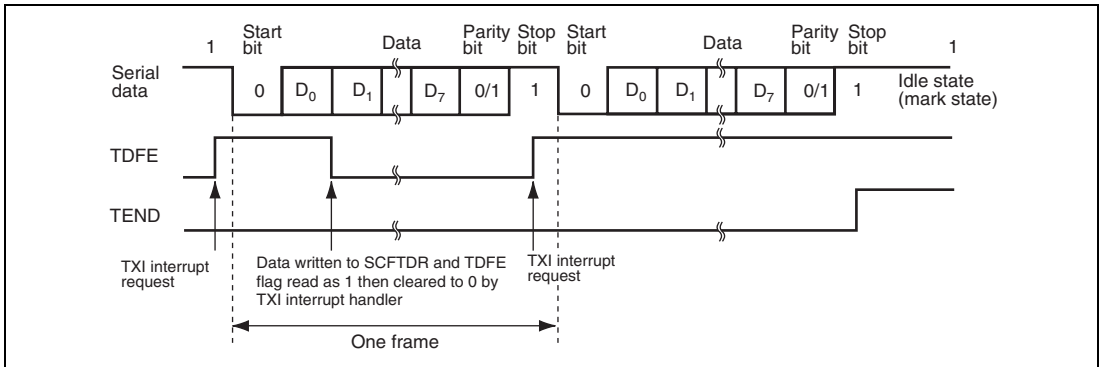 1 Start bit Data Parity bit Stop bit Start bit Data Parity bit Stop bit 1
Serial data 0 D0 D1 D7 0/1 1 0 D0 D1 D7 0/1 1 Idle state (mark state)
TDFE
TEND
TXI interrupt request
Data written to SCFTDR and TDFE
flag read as 1 then cleared to 0 by
TXI interrupt handler
TXI interrupt request
One frame